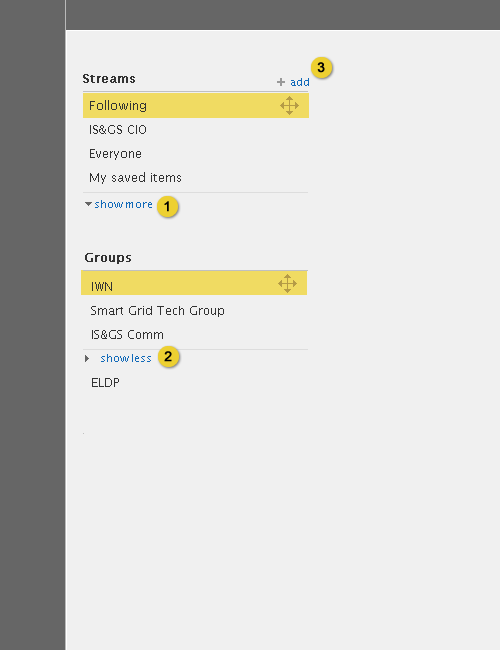 Streams
+ add 3
Following
IS&GS CIO
Everyone
My saved items
show more 1
Groups
IWN
Smart Grid Tech Group
IS&GS Comm
show less 2
ELDP